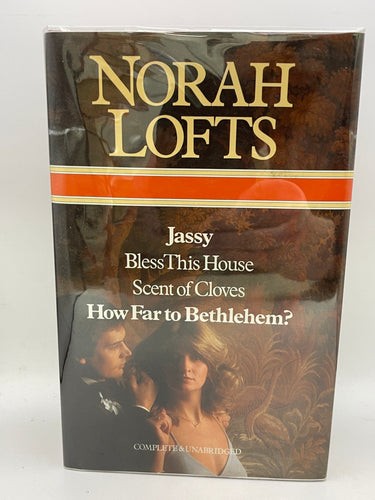 NORAH
LOFTS
Jassy
Bless This House
Scent of Cloves
How Far to Bethlehem?
COMPLETE & UNABRIDGED